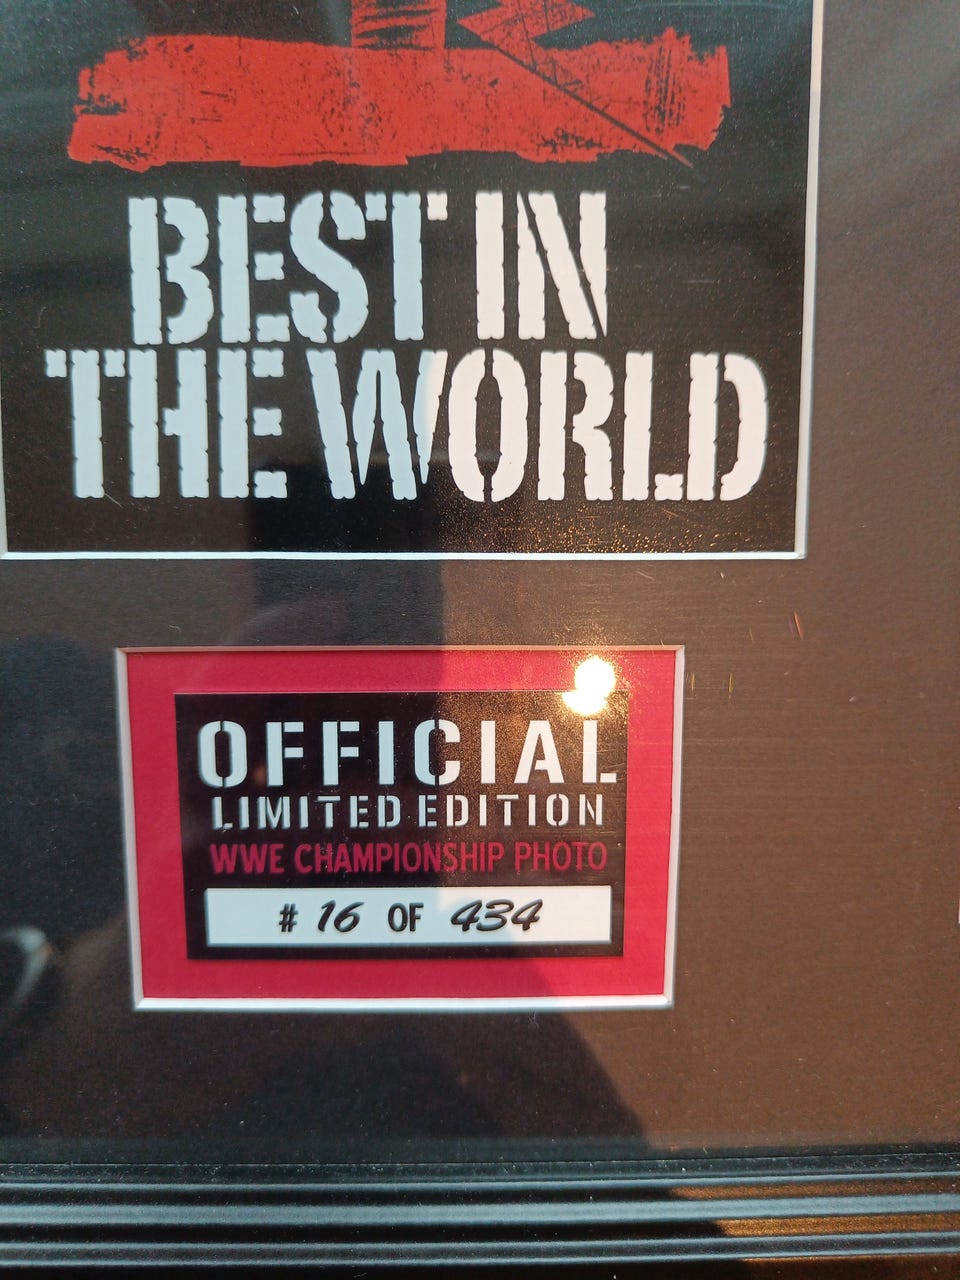 BEST IN
THE WORLD
OFFICIAL
LIMITED EDITION
WWE CHAMPIONSHIP PHOTO
# 16 OF 434